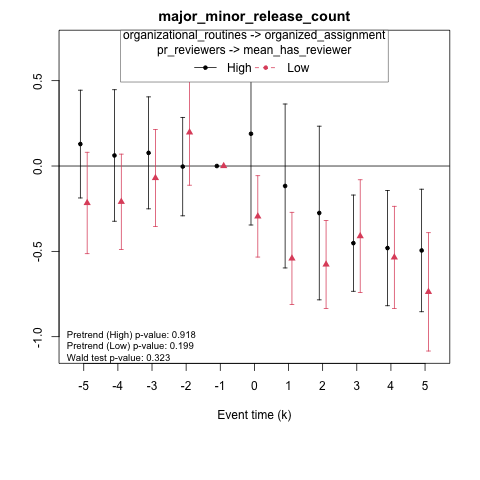 major_minor_release_count
organizational_routines -> organized_assignment
pr_reviewers -> mean_has_reviewer
High Low
0.5
0.0
-0.5
-1.0
Pretrend (High) p-value: 0.918
Pretrend (Low) p-value: 0.199
Wald test p-value: 0.323
-5 -4 -3 -2 -1 0 1 2 3 4 5
Event time (k)